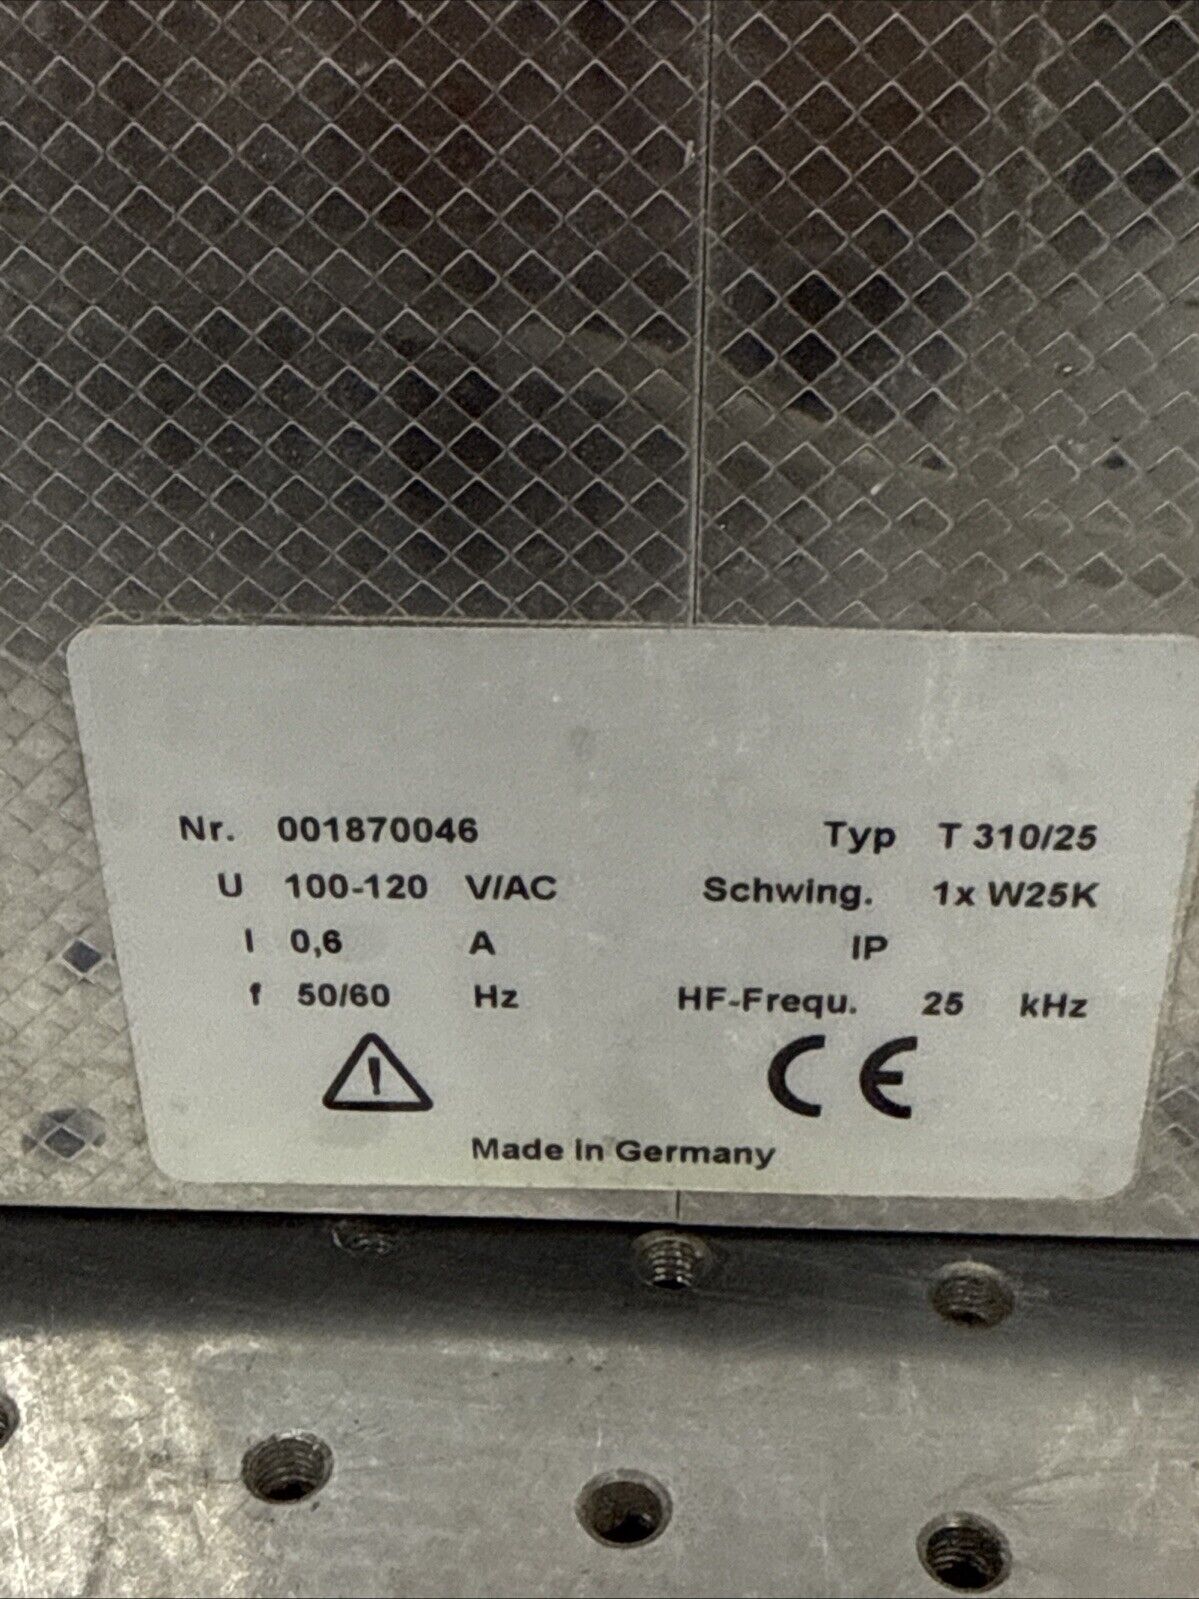 Nr. 001870046 Typ T 310/25
U 100-120 V/AC Schwing. 1x W25K
I 0,6 A IP
f 50/60 Hz HF-Frequ. 25 kHz
! CE
Made In Germany